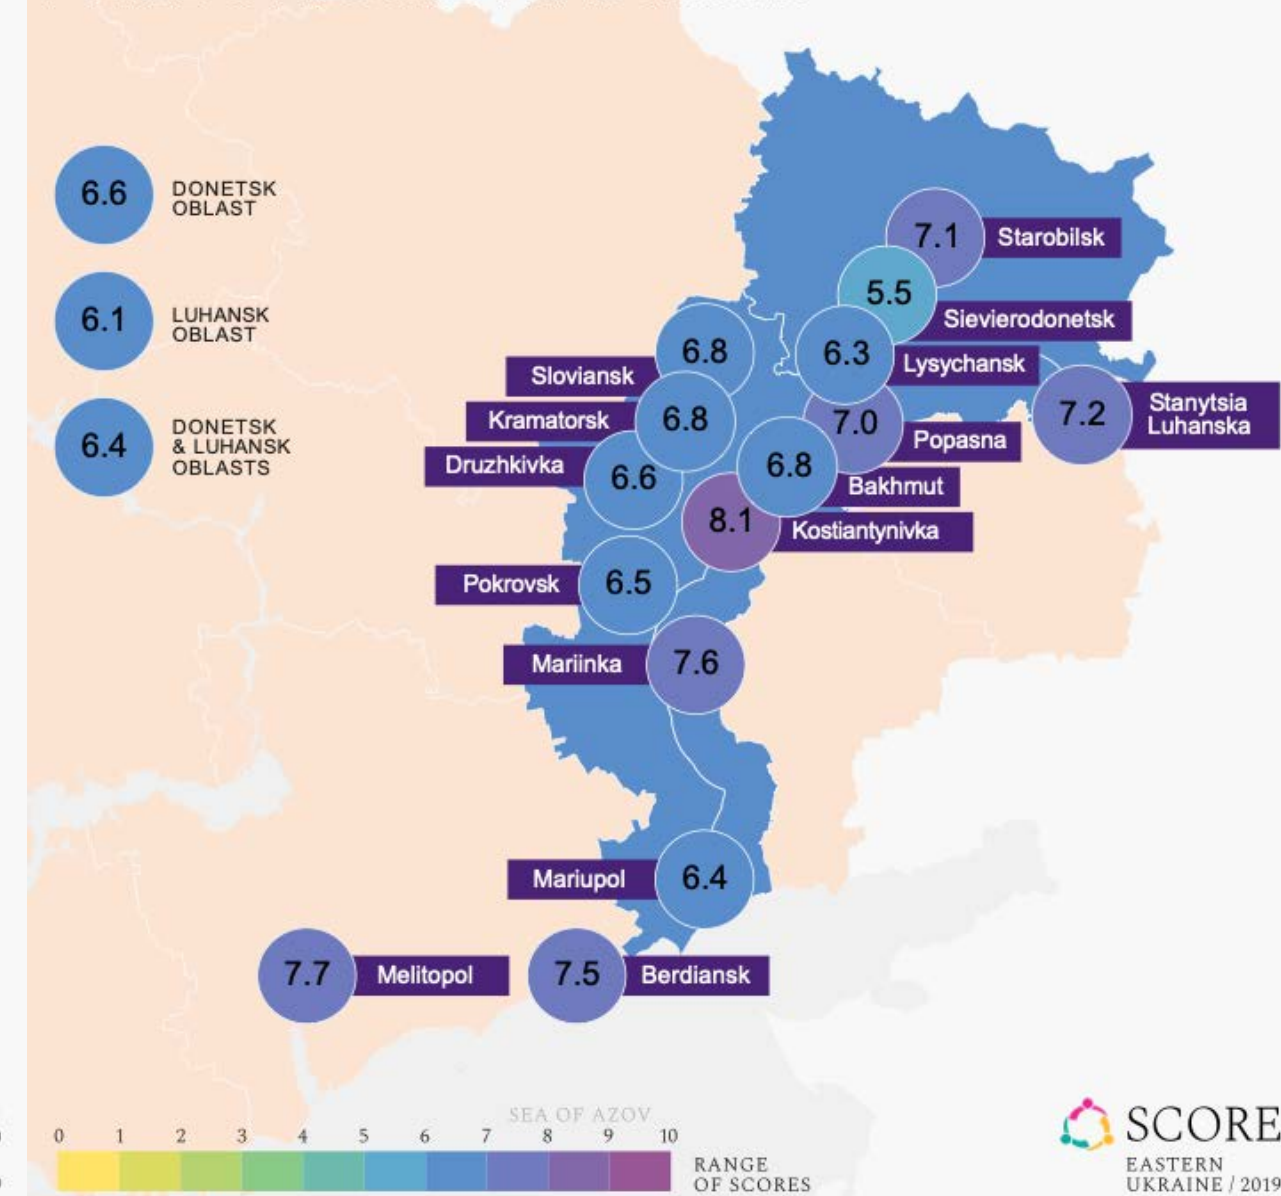 6.6
DONETSK
OBLAST
6.1
LUHANSK
OBLAST
6.4
DONETSK
& LUHANSK
OBLASTS
7.1
Starobilsk
5.5
Sievierodonetsk
6.8
Sloviansk
6.3
Lysychansk
6.8
Kramatorsk
7.0
Popasna
7.2
Stanytsia
Luhanska
6.6
Druzhkivka
6.8
Bakhmut
8.1
Kostiantynivka
6.5
Pokrovsk
7.6
Mariinka
6.4
Mariupol
7.7
Melitopol
7.5
Berdiansk
SEA OF AZOV
0 1 2 3 4 5 6 7 8 9 10
RANGE
OF SCORES
SCORE
EASTERN
UKRAINE / 2019